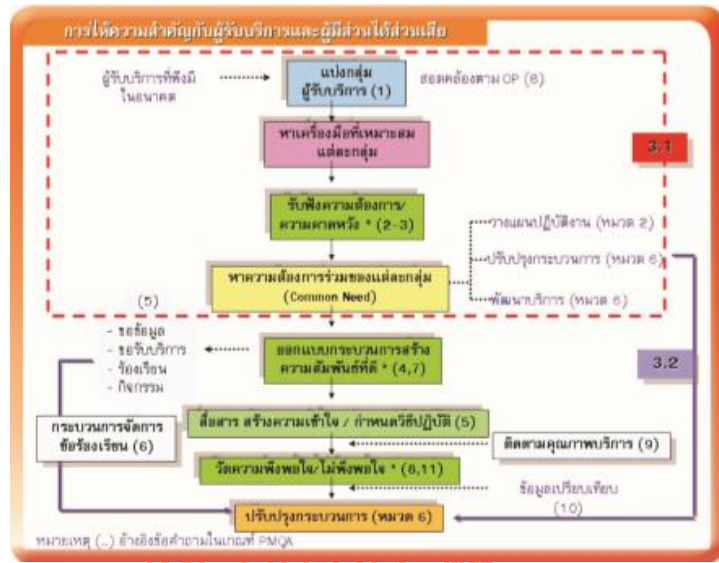 การให้ความสำคัญกับผู้รับบริการและผู้มีส่วนได้ส่วนเสีย
ผู้รับบริการที่พึงมี
ในอนาคต
แบ่งกลุ่ม
ผู้รับบริการ (1)
สอดคล้องตาม OP (8)
หาเครื่องมือที่เหมาะสม
แต่ละกลุ่ม
3.1
รับฟังความต้องการ/
ความคาดหวัง * (2-3)
วางแผนปฏิบัติงาน (หมวด 2)
ปรับปรุงกระบวนการ (หมวด 6)
พัฒนาบริการ (หมวด 6)
หาความต้องการร่วมของแต่ละกลุ่ม
(Common Need)
(5)
- ขอข้อมูล
- ขอรับบริการ
- ร้องเรียน
- กิจกรรม
ออกแบบกระบวนการสร้าง
ความสัมพันธ์ที่ดี * (4,7)
3.2
กระบวนการจัดการ
ข้อร้องเรียน (6)
สื่อสาร สร้างความเข้าใจ / กำหนดวิธีปฏิบัติ (5)
ติดตามคุณภาพบริการ (9)
วัดความพึงพอใจ/ไม่พึงพอใจ * (8,11)
ข้อมูลเปรียบเทียบ
(10)
ปรับปรุงกระบวนการ (หมวด 6)
หมายเหตุ (..) อ้างอิงข้อคำถามในเกณฑ์ PMQA